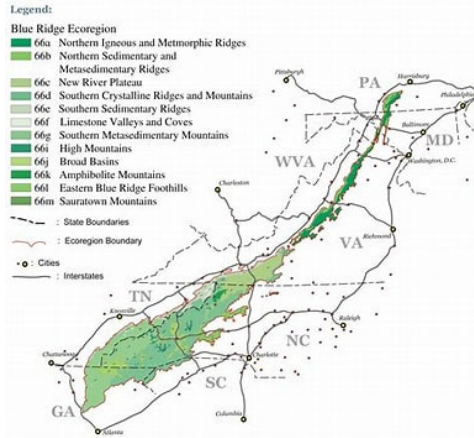 Legend:
Blue Ridge Ecoregion
66a Northern Igneous and Metmorphic Ridges
66b Northern Sedimentary and
Metasedimentary Ridges
66c New River Plateau
66d Southern Crystalline Ridges and Mountains
66e Southern Sedimentary Ridges
66f Limestone Valleys and Coves
66g Southern Metasedimentary Mountains
66i High Mountains
66j Broad Basins
66k Amphibolite Mountains
66l Eastern Blue Ridge Foothills
66m Sauratown Mountains
: State Boundaries
: Ecoregion Boundary
: Cities
: Interstates
Pittsburgh
PA
Harrisburg
Philadelphia
Baltimore
MD
Washington, D.C.
WVA
Charleston
VA
Richmond
TN
Knoxville
Raleigh
NC
Chattanooga
Charlotte
SC
GA
Columbia
Atlanta